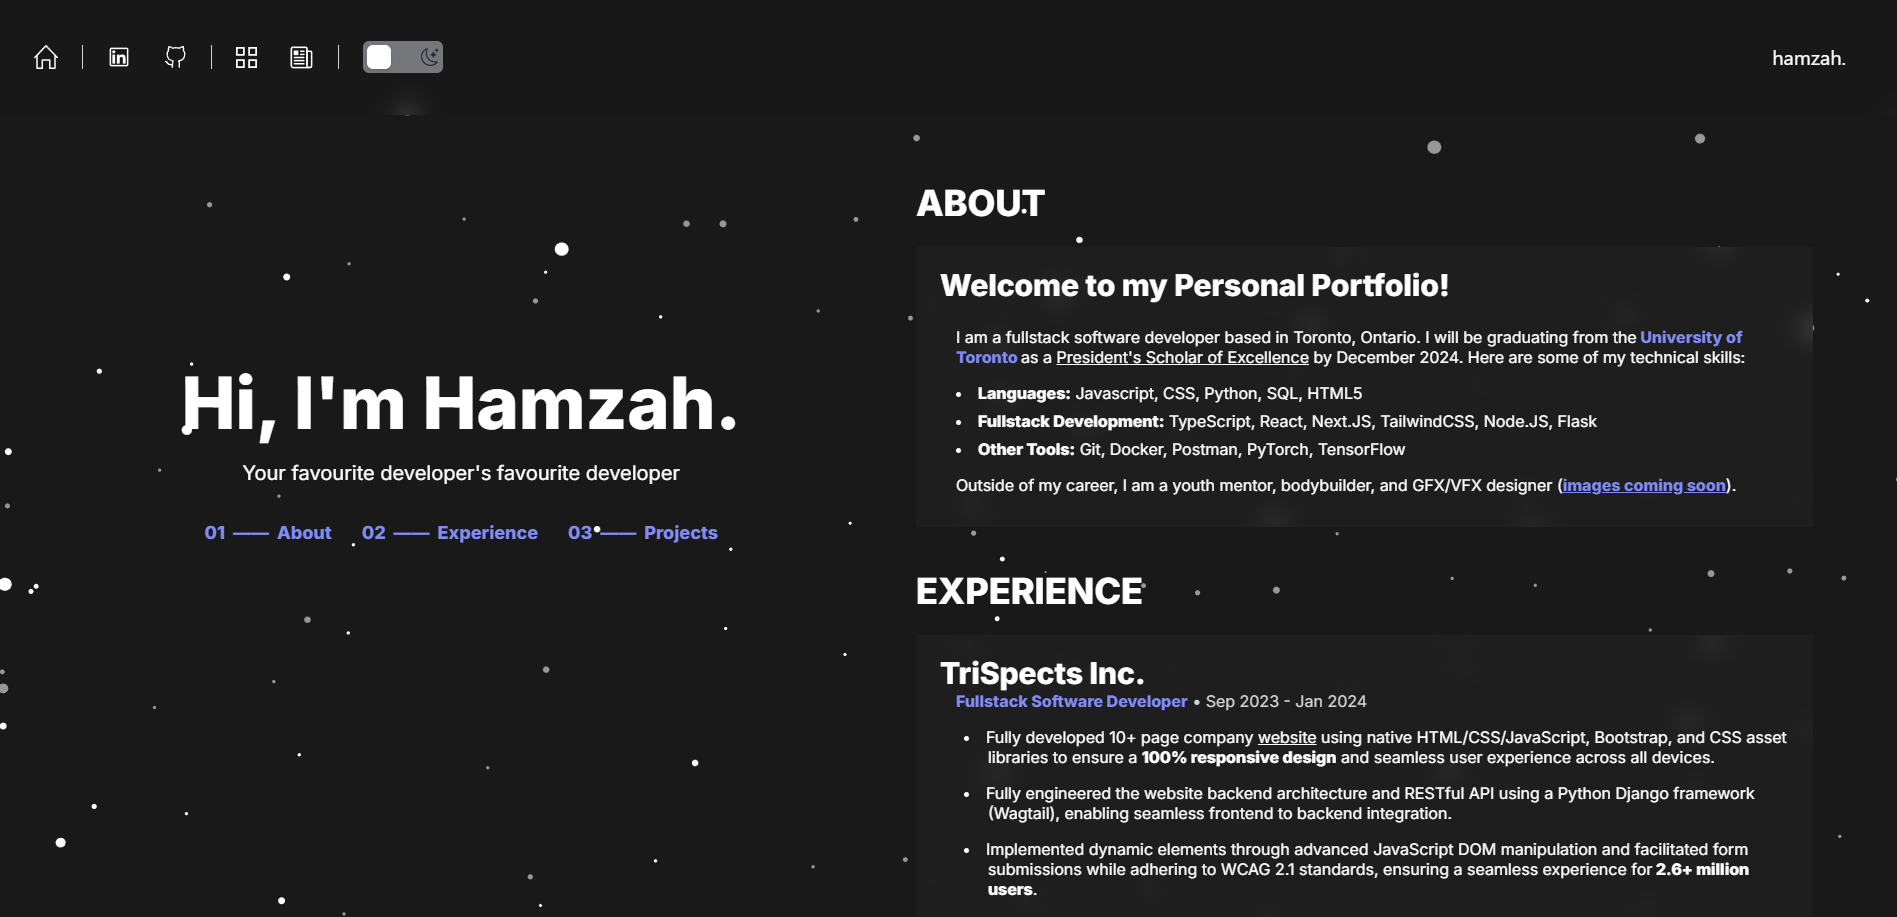 hamzah.
Hi, I'm Hamzah.
Your favourite developer's favourite developer
01 —— About 02 —— Experience 03 —— Projects
ABOUT
Welcome to my Personal Portfolio!
I am a fullstack software developer based in Toronto, Ontario. I will be graduating from the University of
Toronto as a President's Scholar of Excellence by December 2024. Here are some of my technical skills:
• Languages: Javascript, CSS, Python, SQL, HTML5
• Fullstack Development: TypeScript, React, Next.JS, TailwindCSS, Node.JS, Flask
• Other Tools: Git, Docker, Postman, PyTorch, TensorFlow
Outside of my career, I am a youth mentor, bodybuilder, and GFX/VFX designer (images coming soon).
EXPERIENCE
TriSpects Inc.
Fullstack Software Developer • Sep 2023 - Jan 2024
• Fully developed 10+ page company website using native HTML/CSS/JavaScript, Bootstrap, and CSS asset
libraries to ensure a 100% responsive design and seamless user experience across all devices.
• Fully engineered the website backend architecture and RESTful API using a Python Django framework
(Wagtail), enabling seamless frontend to backend integration.
• Implemented dynamic elements through advanced JavaScript DOM manipulation and facilitated form
submissions while adhering to WCAG 2.1 standards, ensuring a seamless experience for 2.6+ million
users.